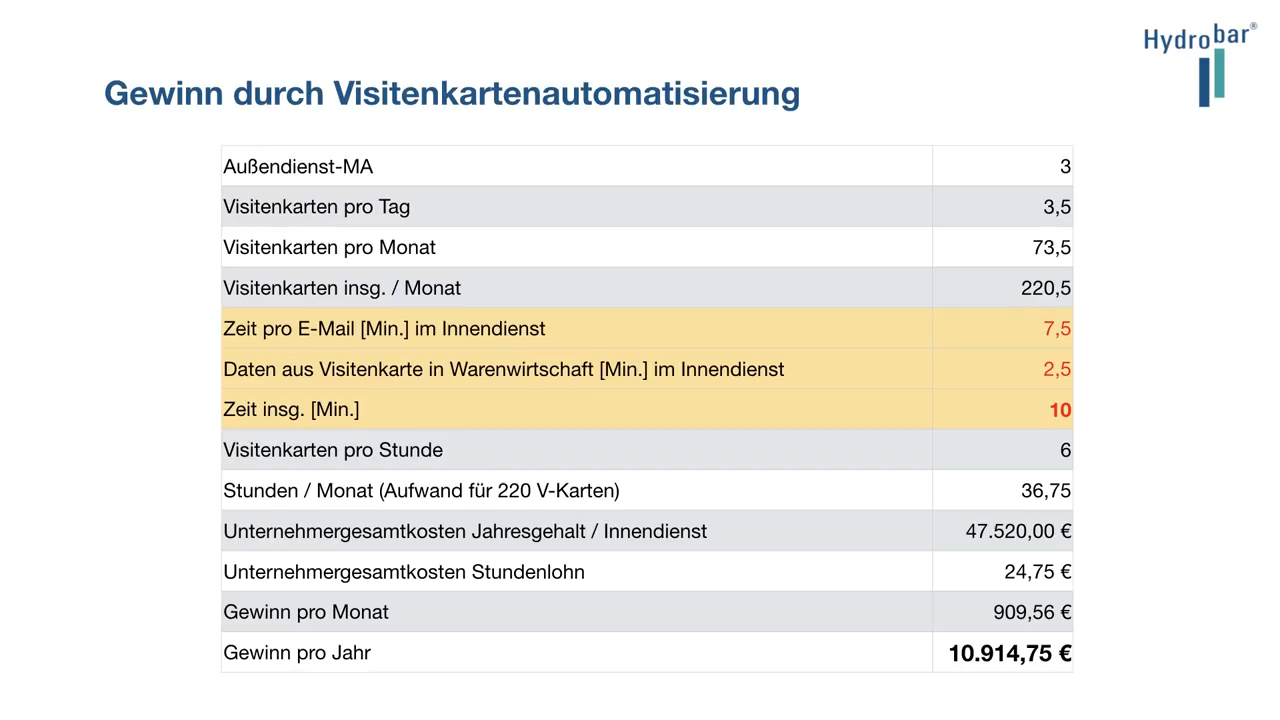 Hydrobar®
Gewinn durch Visitenkartenautomatisierung
Außendienst-MA 3
Visitenkarten pro Tag 3,5
Visitenkarten pro Monat 73,5
Visitenkarten insg. / Monat 220,5
Zeit pro E-Mail [Min.] im Innendienst 7,5
Daten aus Visitenkarte in Warenwirtschaft [Min.] im Innendienst 2,5
Zeit insg. [Min.] 10
Visitenkarten pro Stunde 6
Stunden / Monat (Aufwand für 220 V-Karten) 36,75
Unternehmergesamtkosten Jahresgehalt / Innendienst 47.520,00 €
Unternehmergesamtkosten Stundenlohn 24,75 €
Gewinn pro Monat 909,56 €
Gewinn pro Jahr 10.914,75 €